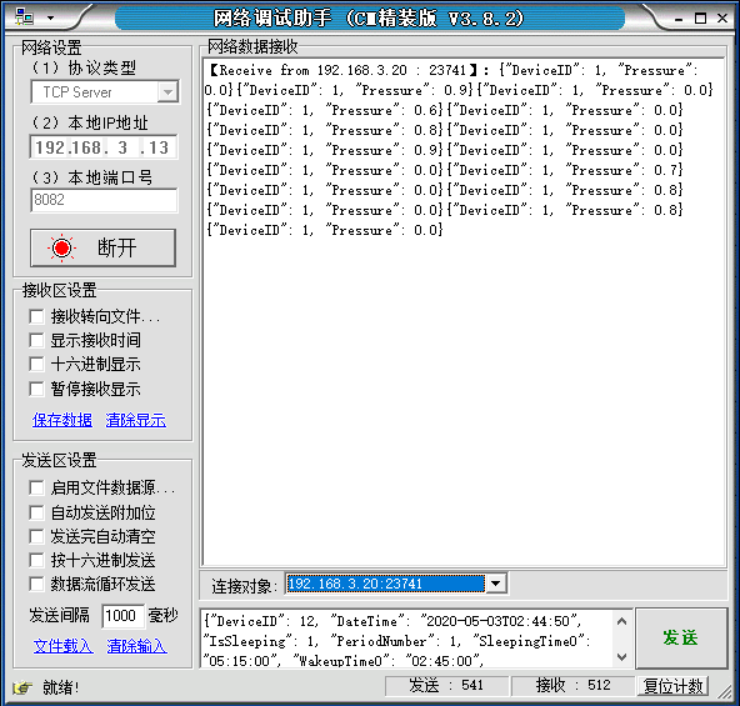 网络调试助手 (CM精装版 V3.8.2)
网络设置
(1) 协议类型
TCP Server
(2) 本地IP地址
192.168. 3 .13
(3) 本地端口号
8082
断开
接收区设置
接收转向文件...
显示接收时间
十六进制显示
暂停接收显示
保存数据 清除显示
发送区设置
启用文件数据源...
自动发送附加位
发送完自动清空
按十六进制发送
数据流循环发送
发送间隔 1000 毫秒
文件载入 清除输入
网络数据接收
【Receive from 192.168.3.20 : 23741】: {"DeviceID": 1, "Pressure":
0.0}{"DeviceID": 1, "Pressure": 0.9}{"DeviceID": 1, "Pressure": 0.0}
{"DeviceID": 1, "Pressure": 0.6}{"DeviceID": 1, "Pressure": 0.0}
{"DeviceID": 1, "Pressure": 0.8}{"DeviceID": 1, "Pressure": 0.0}
{"DeviceID": 1, "Pressure": 0.9}{"DeviceID": 1, "Pressure": 0.0}
{"DeviceID": 1, "Pressure": 0.0}{"DeviceID": 1, "Pressure": 0.7}
{"DeviceID": 1, "Pressure": 0.0}{"DeviceID": 1, "Pressure": 0.8}
{"DeviceID": 1, "Pressure": 0.0}{"DeviceID": 1, "Pressure": 0.8}
{"DeviceID": 1, "Pressure": 0.0}
连接对象: 192.168.3.20:23741
{"DeviceID": 12, "DateTime": "2020-05-03T02:44:50",
"IsSleeping": 1, "PeriodNumber": 1, "SleepingTime0":
"05:15:00", "WakeupTime0": "02:45:00",
发送
就绪!
发送 : 541
接收 : 512
复位计数